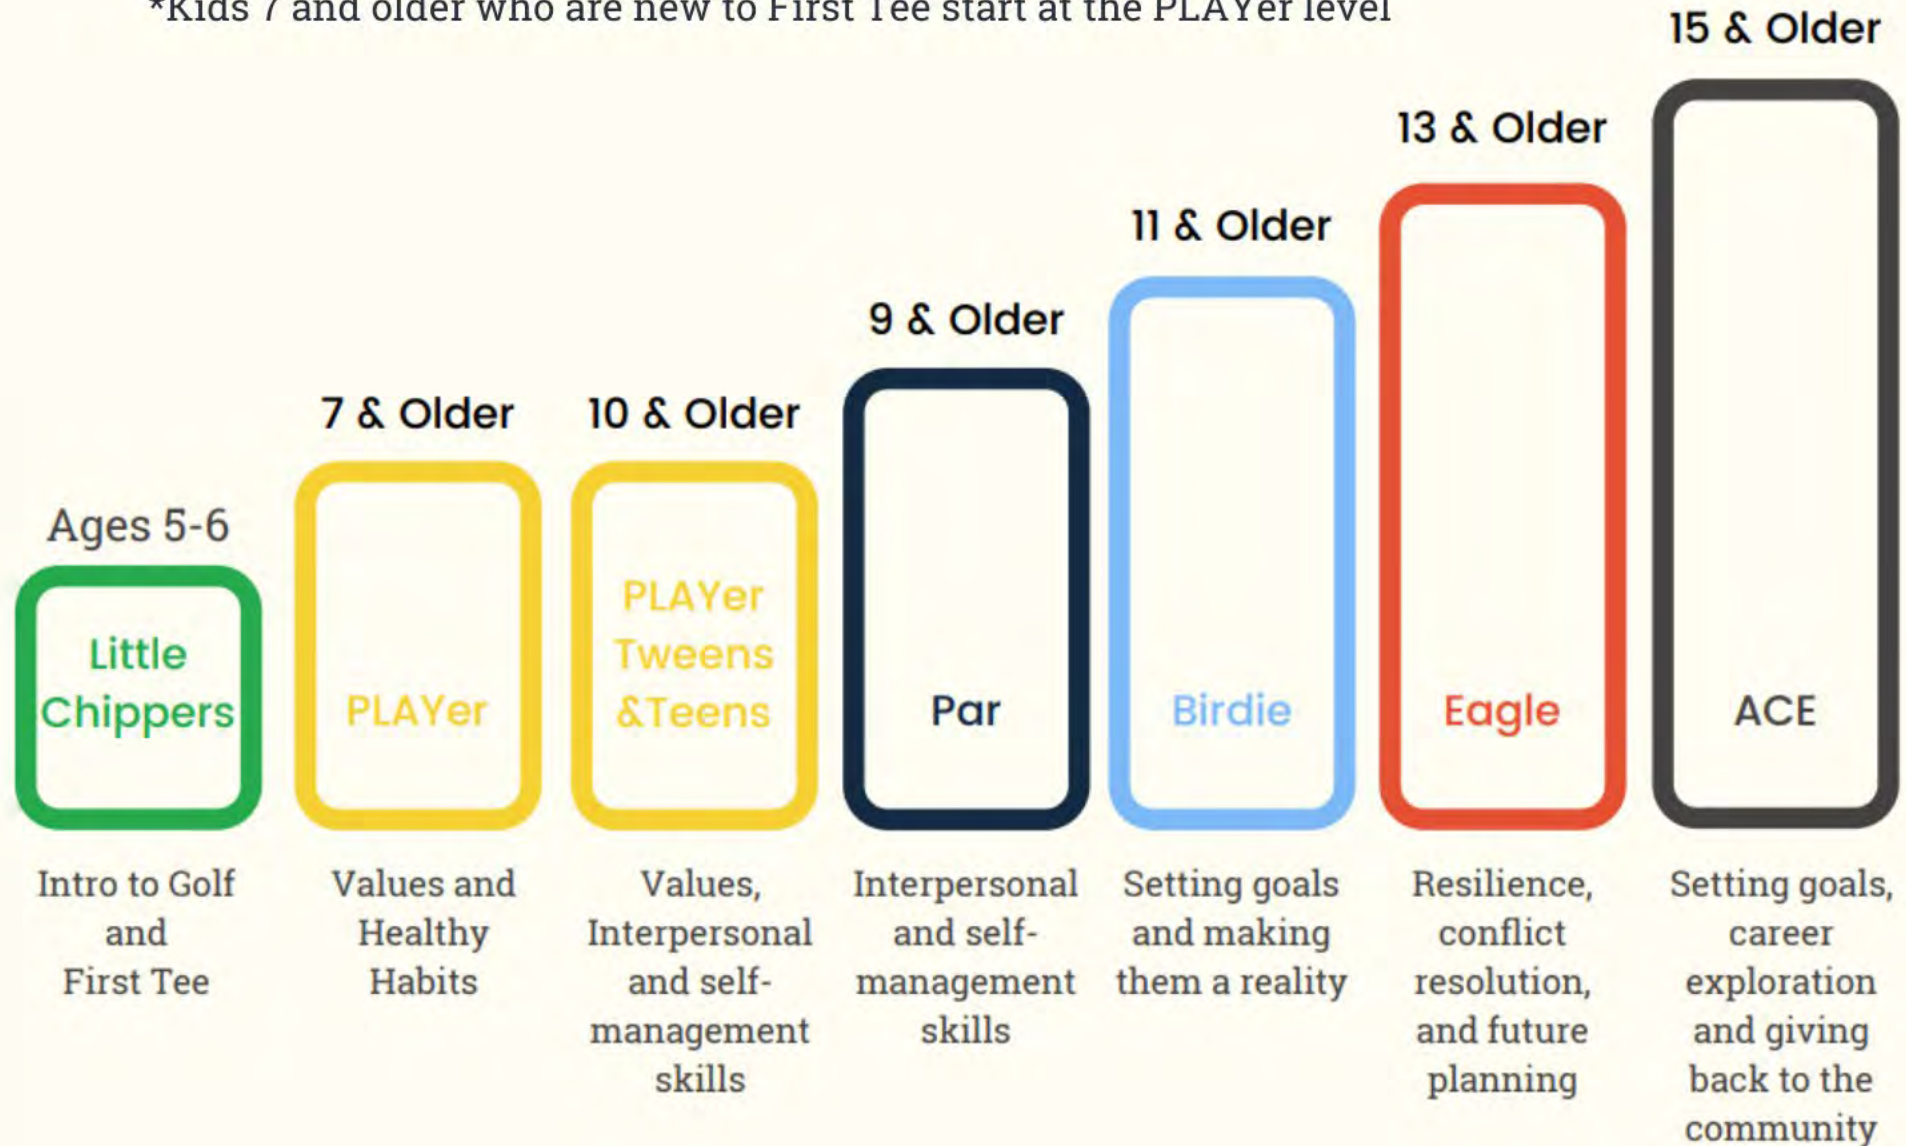 *Kids 7 and older who are new to First Tee start at the PLAYer level
Ages 5-6
Little
Chippers
Intro to Golf
and
First Tee
7 & Older
PLAYer
Values and
Healthy
Habits
10 & Older
PLAYer
Tweens
&Teens
Values,
Interpersonal
and self-
management
skills
9 & Older
Par
Interpersonal
and self-
management
skills
11 & Older
Birdie
Setting goals
and making
them a reality
13 & Older
Eagle
Resilience,
conflict
resolution,
and future
planning
15 & Older
ACE
Setting goals,
career
exploration
and giving
back to the
community